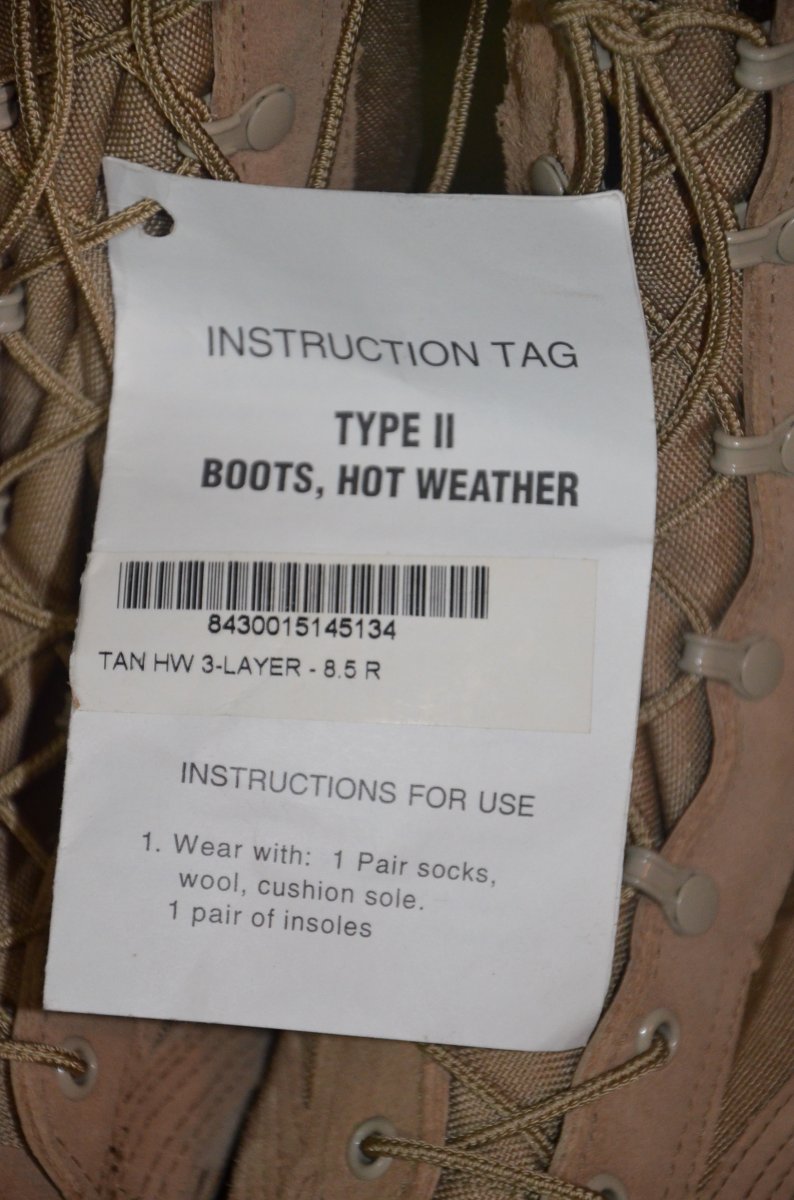 INSTRUCTION TAG
TYPE II
BOOTS, HOT WEATHER
8430015145134
TAN HW 3-LAYER - 8.5 R
INSTRUCTIONS FOR USE
1. Wear with: 1 Pair socks,
wool, cushion sole.
1 pair of insoles